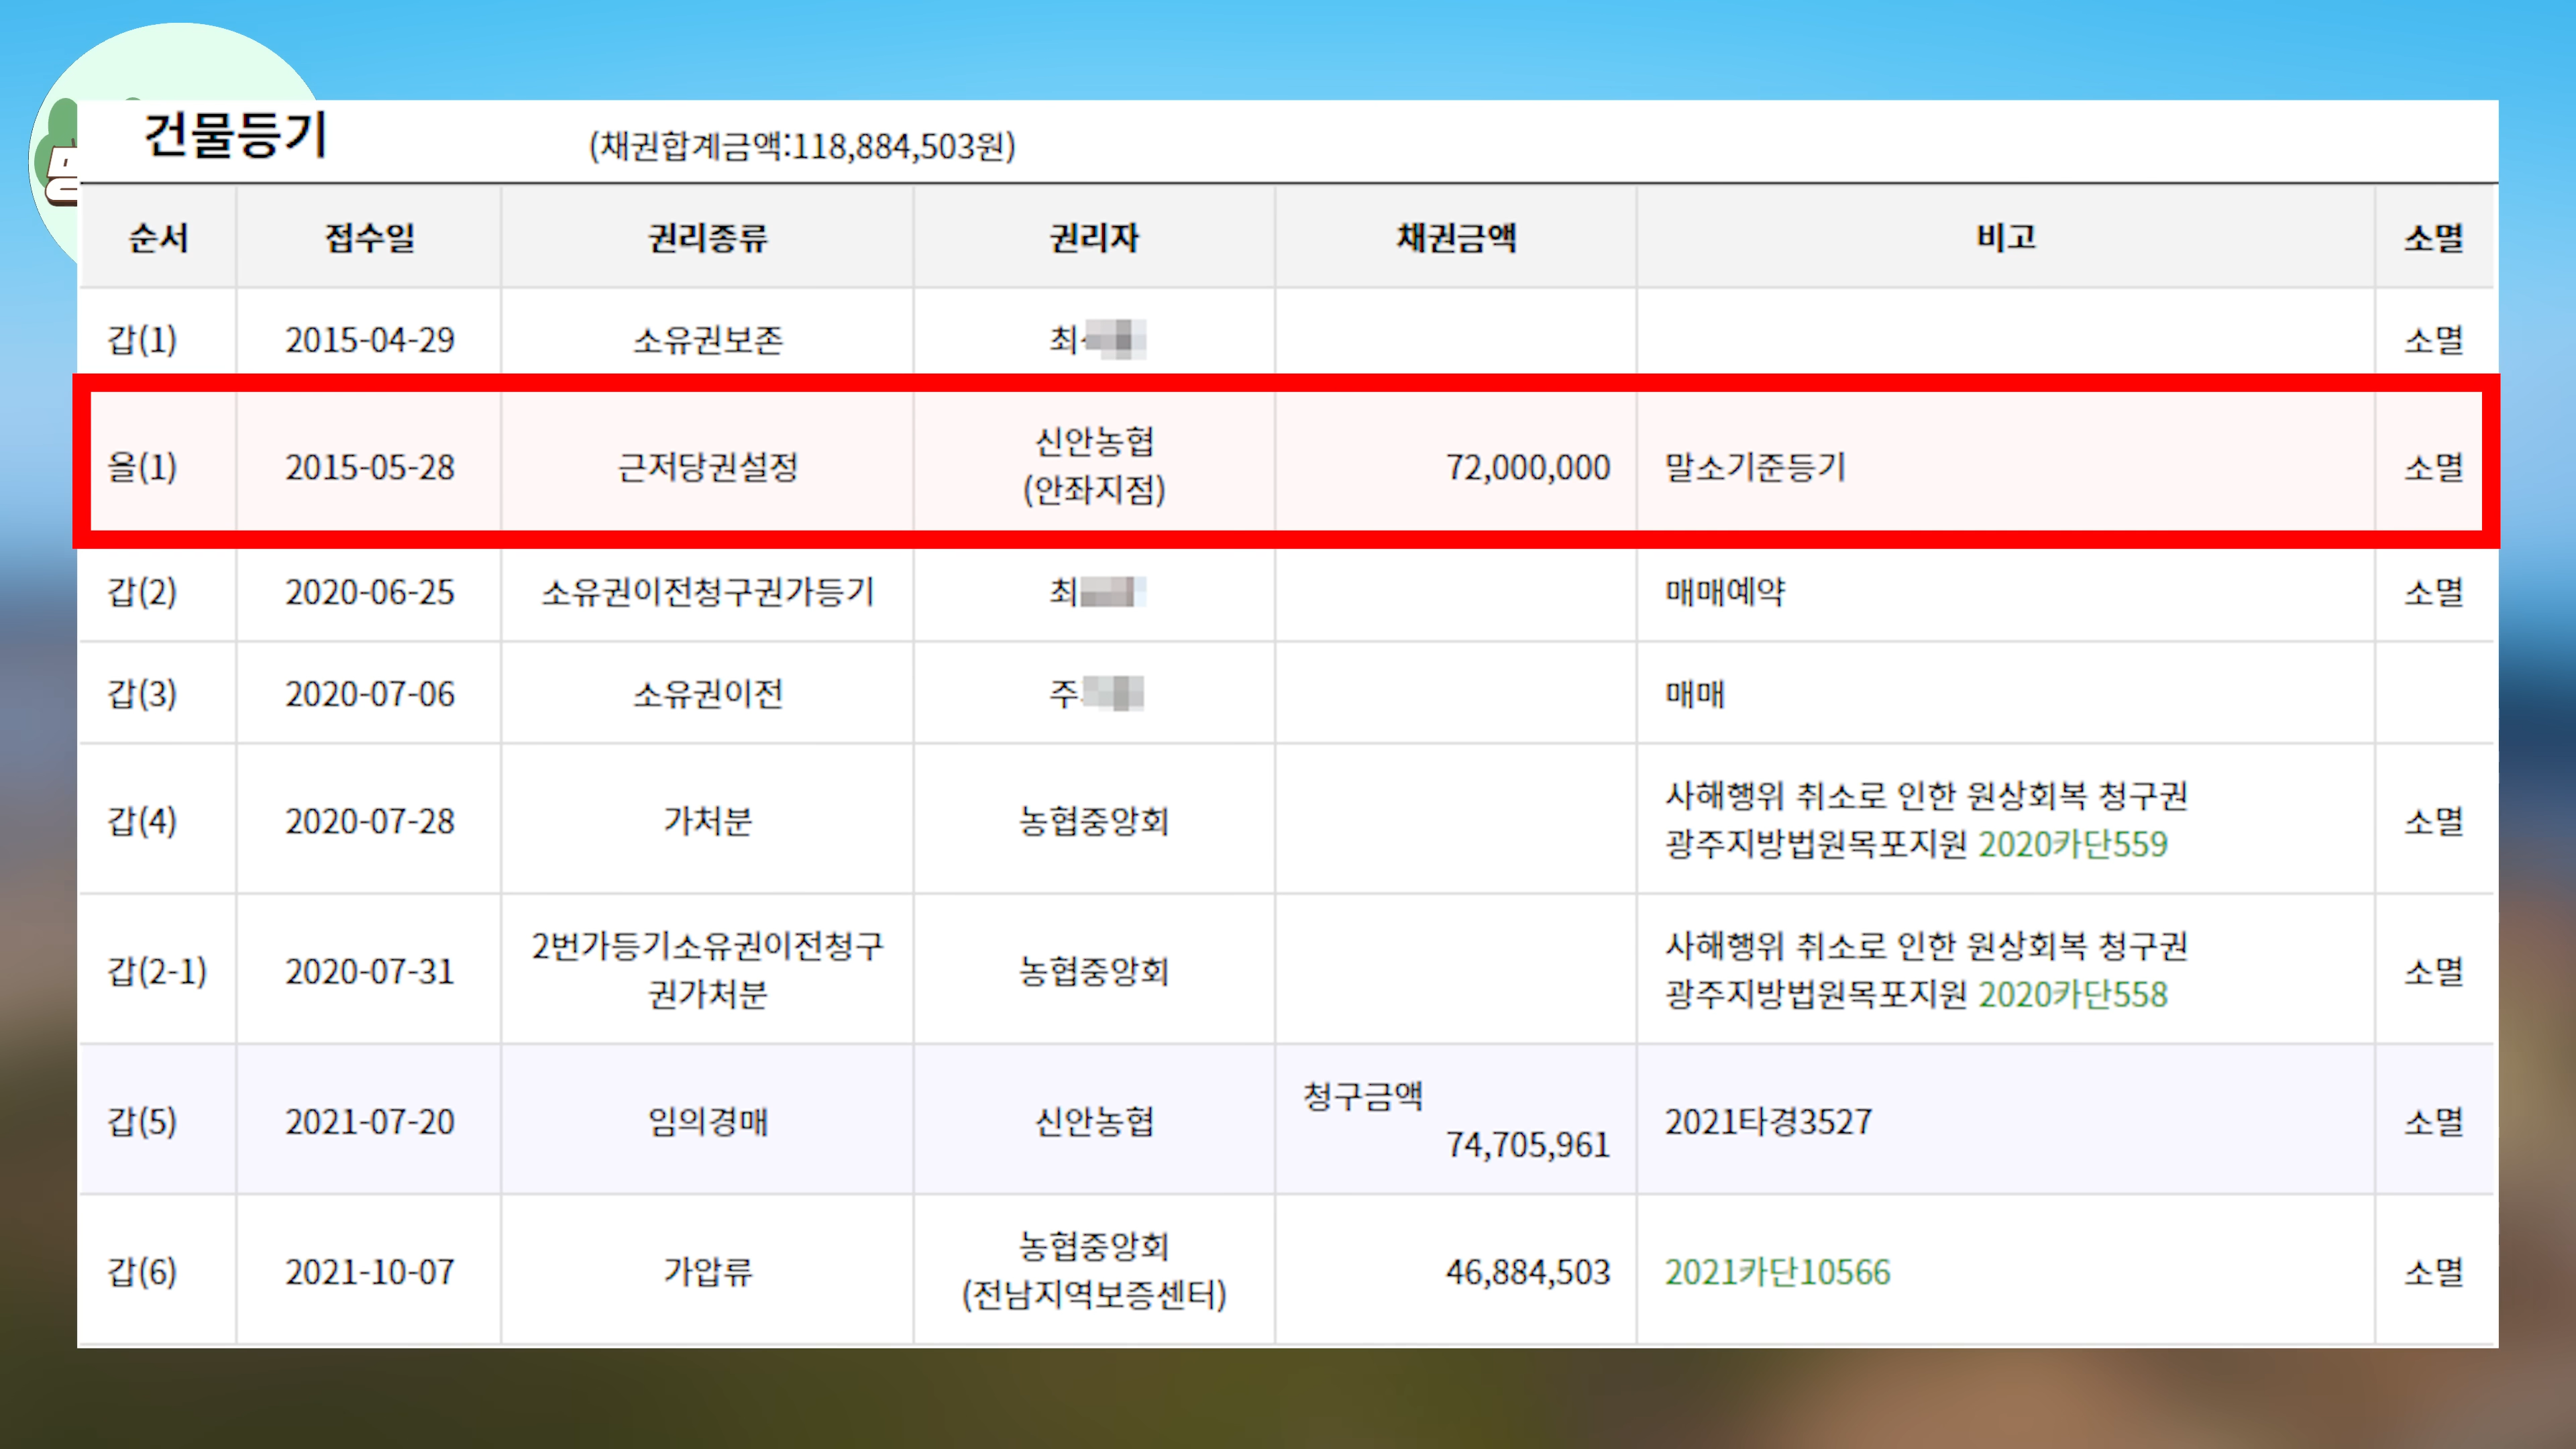 건물등기 (채권합계금액:118,884,503원)
순서 접수일 권리종류 권리자 채권금액 비고 소멸
갑(1) 2015-04-29 소유권보존 최 소멸
을(1) 2015-05-28 근저당권설정 신안농협 (안좌지점) 72,000,000 말소기준등기 소멸
갑(2) 2020-06-25 소유권이전청구권가등기 최 매매예약 소멸
갑(3) 2020-07-06 소유권이전 주 매매
갑(4) 2020-07-28 가처분 농협중앙회 사해행위 취소로 인한 원상회복 청구권 광주지방법원목포지원 2020카단559 소멸
갑(2-1) 2020-07-31 2번가등기소유권이전청구권가처분 농협중앙회 사해행위 취소로 인한 원상회복 청구권 광주지방법원목포지원 2020카단558 소멸
갑(5) 2021-07-20 임의경매 신안농협 청구금액 74,705,961 2021타경3527 소멸
갑(6) 2021-10-07 가압류 농협중앙회 (전남지역보증센터) 46,884,503 2021카단10566 소멸